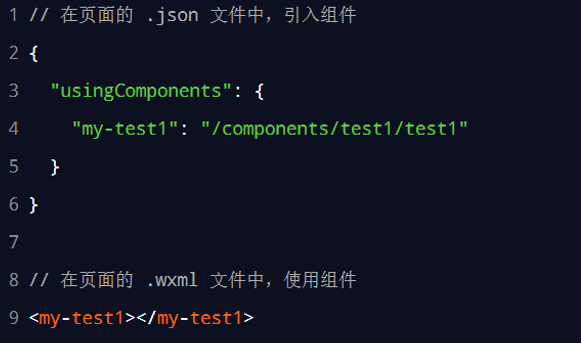 1 // 在页面的 .json 文件中，引入组件
2 {
3   "usingComponents": {
4     "my-test1": "/components/test1/test1"
5   }
6 }
7
8 // 在页面的 .wxml 文件中，使用组件
9 <my-test1></my-test1>